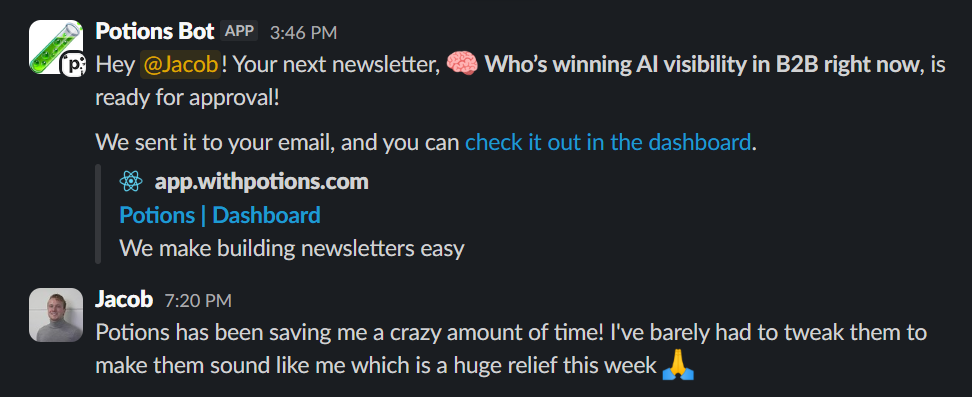 Potions Bot APP 3:46 PM
Hey @Jacob! Your next newsletter, 🧠 Who's winning AI visibility in B2B right now, is
ready for approval!
We sent it to your email, and you can check it out in the dashboard.
app.withpotions.com
Potions | Dashboard
We make building newsletters easy
Jacob 7:20 PM
Potions has been saving me a crazy amount of time! I've barely had to tweak them to
make them sound like me which is a huge relief this week 🙏